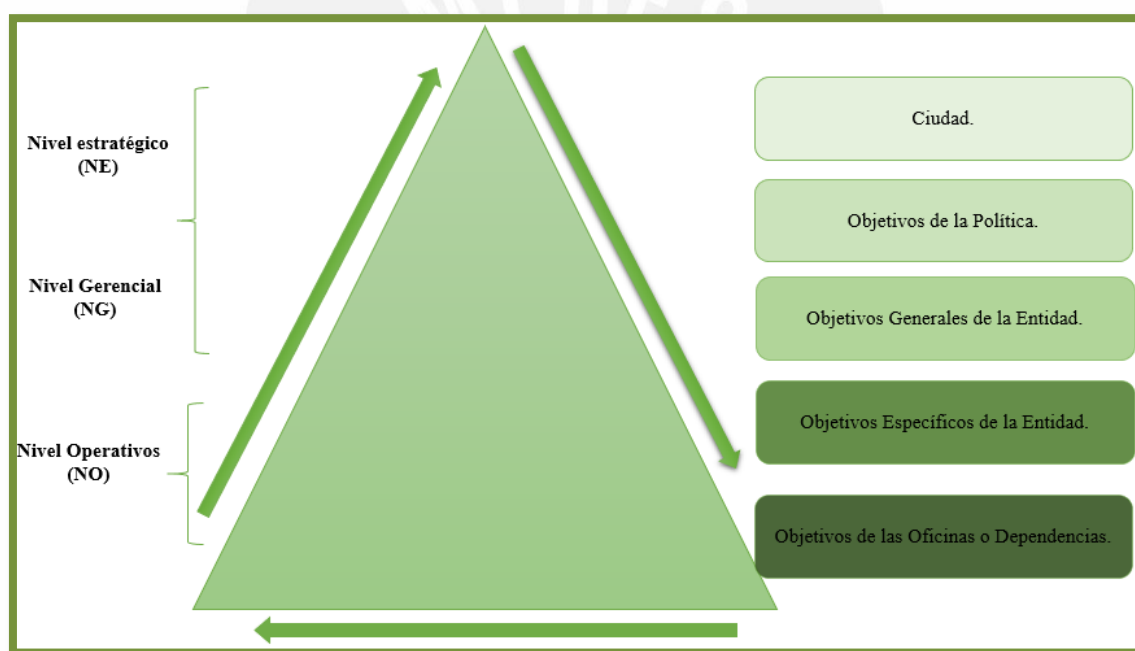 Nivel estratégico
(NE)
Nivel Gerencial
(NG)
Nivel Operativos
(NO)
Ciudad.
Objetivos de la Política.
Objetivos Generales de la Entidad.
Objetivos Específicos de la Entidad.
Objetivos de las Oficinas o Dependencias.